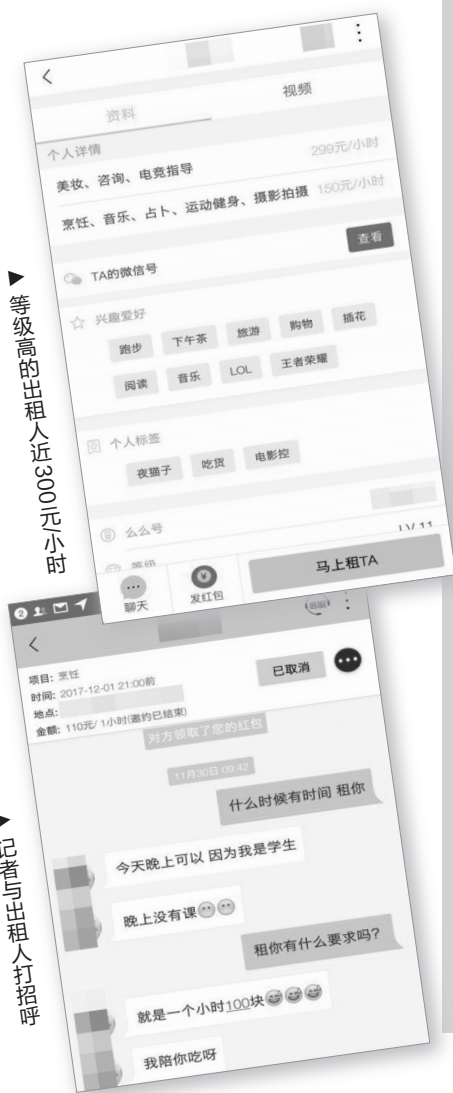 资料
视频
个人详情
美妆、咨询、电竞指导 299元/小时
烹饪、音乐、占卜、运动健身、摄影拍摄 150元/小时
TA的微信号 查看
兴趣爱好
跑步 下午茶 旅游 购物 插花
阅读 音乐 LOL 王者荣耀
个人标签
夜猫子 吃货 电影控
么么号
等级 LV 11
聊天 发红包 马上租TA
▶等级高的出租人近300元/小时
2
项目: 烹饪
时间: 2017-12-01 21:00前
地点:
金额: 110元/ 1小时(邀约已结束)
已取消
对方领取了您的红包
11月30日 09:42
什么时候有时间 租你
今天晚上可以 因为我是学生
晚上没有课
租你有什么要求吗?
就是一个小时100块
我陪你吃呀
▶记者与出租人打招呼